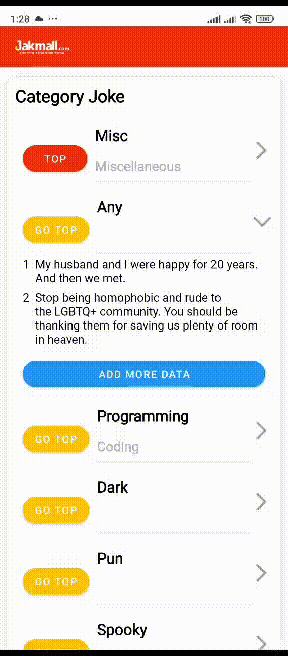 1:28
Jakmall
Category Joke
Misc
TOP
Miscellaneous
Any
GO TOP
1 My husband and I were happy for 20 years.
And then we met.
2 Stop being homophobic and rude to
the LGBTQ+ community. You should be
thanking them for saving us plenty of room
in heaven.
ADD MORE DATA
Programming
GO TOP
Coding
Dark
GO TOP
Pun
GO TOP
Spooky
GO TOP